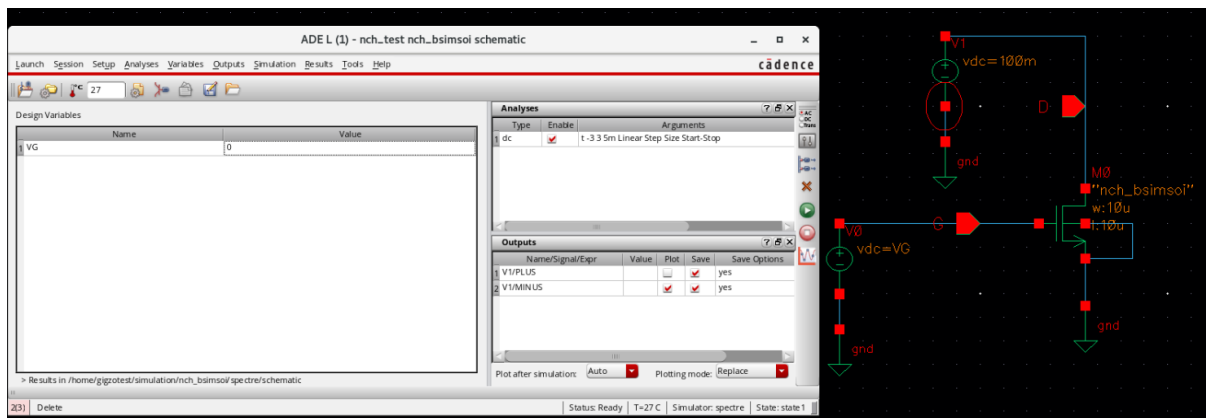 ADE L (1) - nch_test nch_bsimsoi schematic
Launch Session Setup Analyses Variables Outputs Simulation Results Tools Help
cādence
27
Design Variables
Name Value
1 VG 0
> Results in /home/gigzotest/simulation/nch_bsimsoi/spectre/schematic
Analyses
Type Enable Arguments
1 dc t -3 3 5m Linear Step Size Start-Stop
Outputs
Name/Signal/Expr Value Plot Save Save Options
1 V1/PLUS yes
2 V1/MINUS yes
Plot after simulation: Auto Plotting mode: Replace
AC
DC
Trans
2(3) Delete
Status: Ready T=27 C Simulator: spectre State: state1
V1
vdc=100m
D
gnd
M0
"nch_bsimsoi"
w:10u
l:10u
G
V0
vdc=VG
gnd
gnd